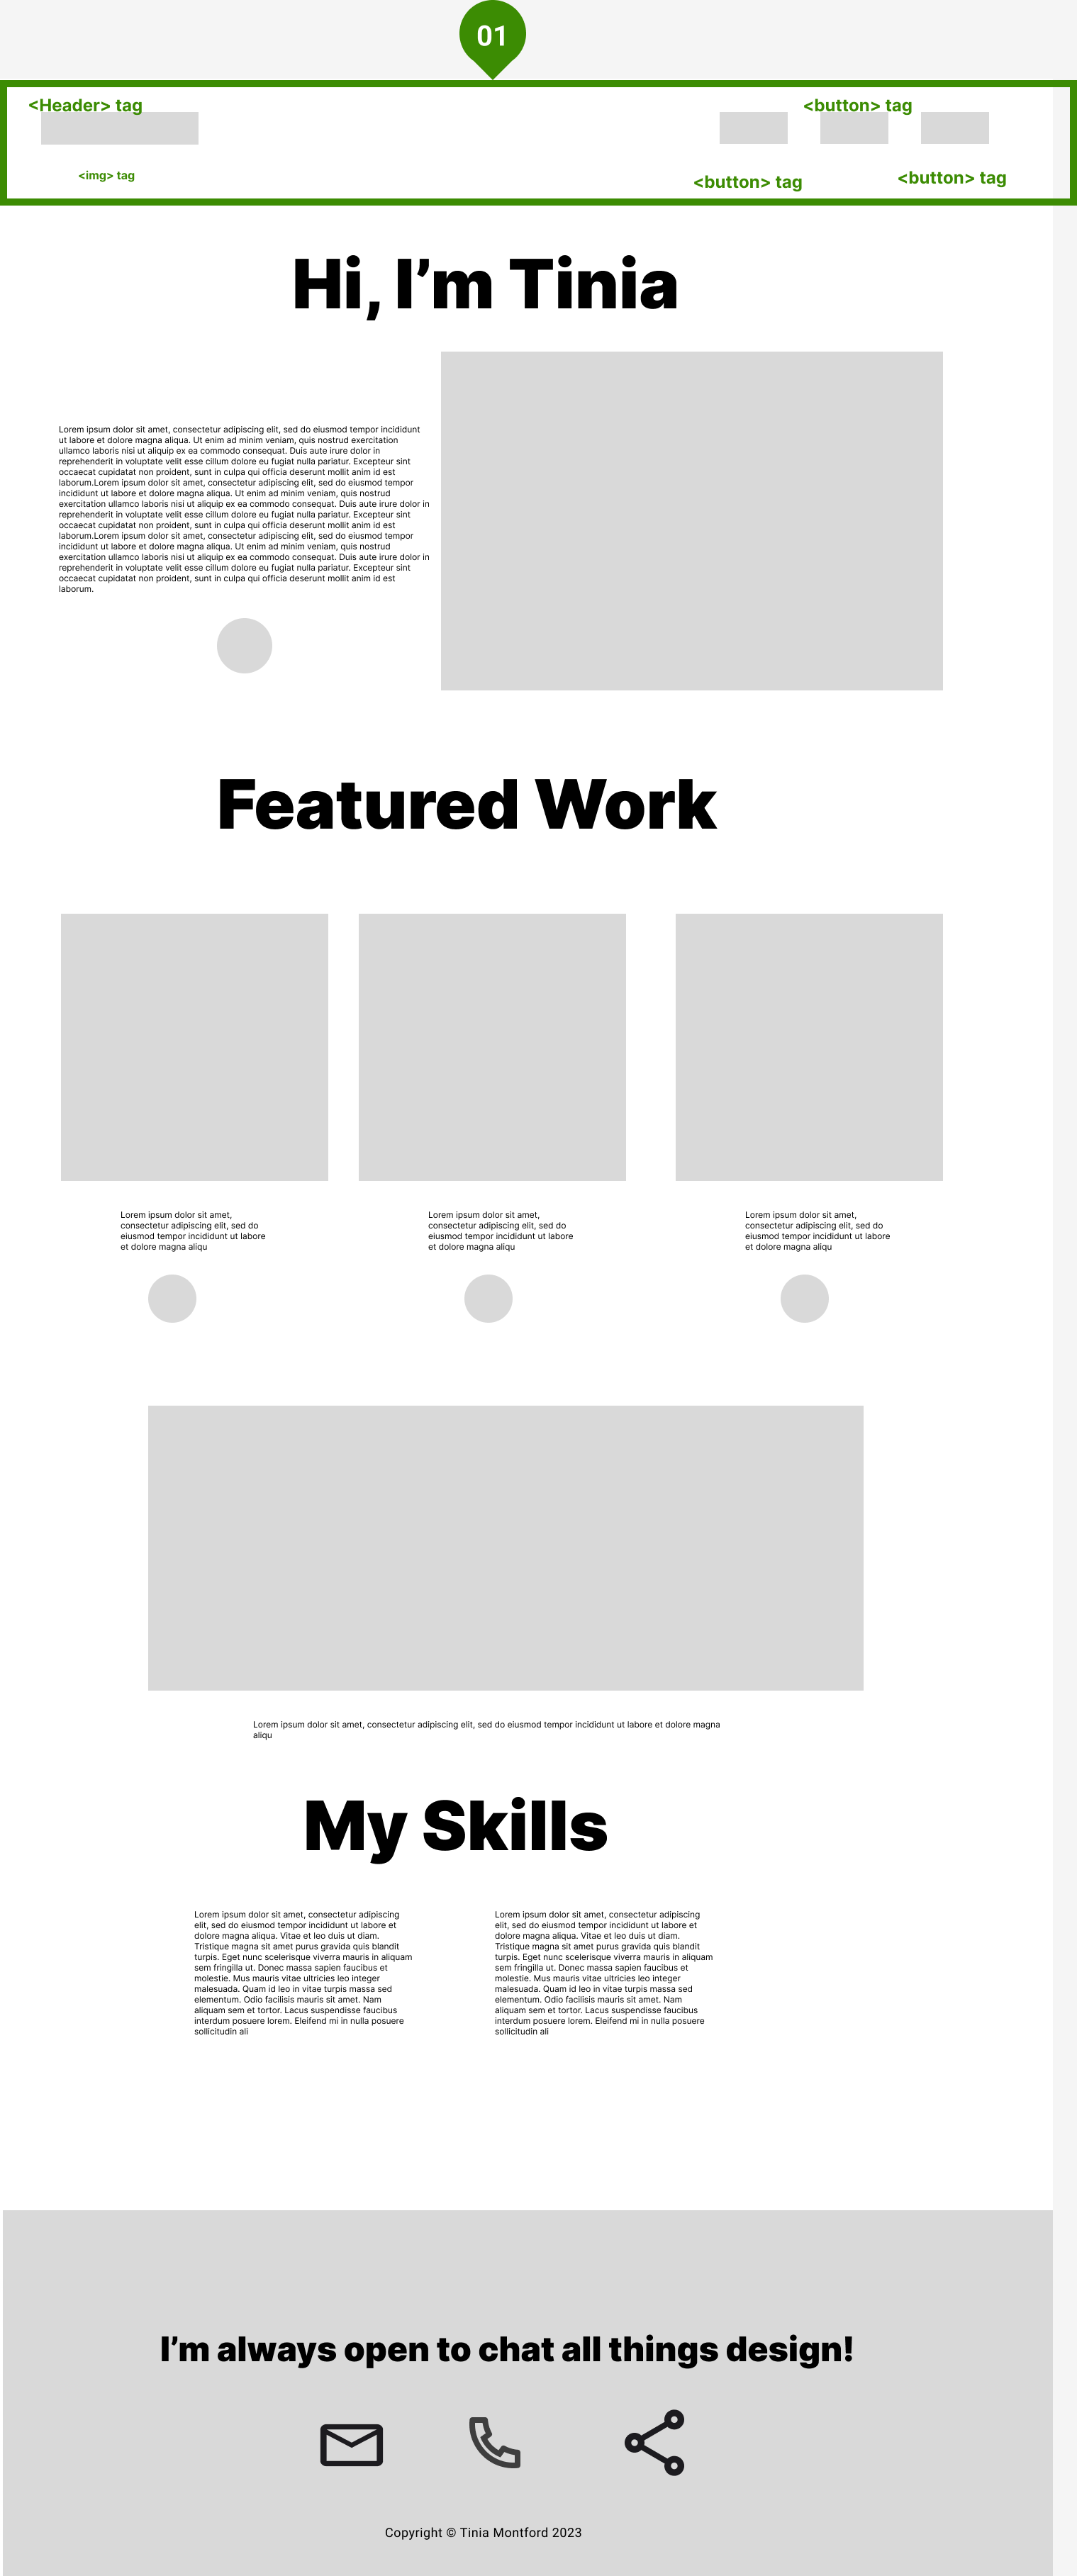 01
<Header> tag
<button> tag
<img> tag
<button> tag
<button> tag
Hi, I’m Tinia
Lorem ipsum dolor sit amet, consectetur adipiscing elit, sed do eiusmod tempor incididunt
ut labore et dolore magna aliqua. Ut enim ad minim veniam, quis nostrud exercitation
ullamco laboris nisi ut aliquip ex ea commodo consequat. Duis aute irure dolor in
reprehenderit in voluptate velit esse cillum dolore eu fugiat nulla pariatur. Excepteur sint
occaecat cupidatat non proident, sunt in culpa qui officia deserunt mollit anim id est
laborum.Lorem ipsum dolor sit amet, consectetur adipiscing elit, sed do eiusmod tempor
incididunt ut labore et dolore magna aliqua. Ut enim ad minim veniam, quis nostrud
exercitation ullamco laboris nisi ut aliquip ex ea commodo consequat. Duis aute irure dolor in
reprehenderit in voluptate velit esse cillum dolore eu fugiat nulla pariatur. Excepteur sint
occaecat cupidatat non proident, sunt in culpa qui officia deserunt mollit anim id est
laborum.Lorem ipsum dolor sit amet, consectetur adipiscing elit, sed do eiusmod tempor
incididunt ut labore et dolore magna aliqua. Ut enim ad minim veniam, quis nostrud
exercitation ullamco laboris nisi ut aliquip ex ea commodo consequat. Duis aute irure dolor in
reprehenderit in voluptate velit esse cillum dolore eu fugiat nulla pariatur. Excepteur sint
occaecat cupidatat non proident, sunt in culpa qui officia deserunt mollit anim id est
laborum.
Featured Work
Lorem ipsum dolor sit amet,
consectetur adipiscing elit, sed do
eiusmod tempor incididunt ut labore
et dolore magna aliqu
Lorem ipsum dolor sit amet,
consectetur adipiscing elit, sed do
eiusmod tempor incididunt ut labore
et dolore magna aliqu
Lorem ipsum dolor sit amet,
consectetur adipiscing elit, sed do
eiusmod tempor incididunt ut labore
et dolore magna aliqu
Lorem ipsum dolor sit amet, consectetur adipiscing elit, sed do eiusmod tempor incididunt ut labore et dolore magna
aliqu
My Skills
Lorem ipsum dolor sit amet, consectetur adipiscing
elit, sed do eiusmod tempor incididunt ut labore et
dolore magna aliqua. Vitae et leo duis ut diam.
Tristique magna sit amet purus gravida quis blandit
turpis. Eget nunc scelerisque viverra mauris in aliquam
sem fringilla ut. Donec massa sapien faucibus et
molestie. Mus mauris vitae ultricies leo integer
malesuada. Quam id leo in vitae turpis massa sed
elementum. Odio facilisis mauris sit amet. Nam
aliquam sem et tortor. Lacus suspendisse faucibus
interdum posuere lorem. Eleifend mi in nulla posuere
sollicitudin ali
Lorem ipsum dolor sit amet, consectetur adipiscing
elit, sed do eiusmod tempor incididunt ut labore et
dolore magna aliqua. Vitae et leo duis ut diam.
Tristique magna sit amet purus gravida quis blandit
turpis. Eget nunc scelerisque viverra mauris in aliquam
sem fringilla ut. Donec massa sapien faucibus et
molestie. Mus mauris vitae ultricies leo integer
malesuada. Quam id leo in vitae turpis massa sed
elementum. Odio facilisis mauris sit amet. Nam
aliquam sem et tortor. Lacus suspendisse faucibus
interdum posuere lorem. Eleifend mi in nulla posuere
sollicitudin ali
I’m always open to chat all things design!
Copyright © Tinia Montford 2023